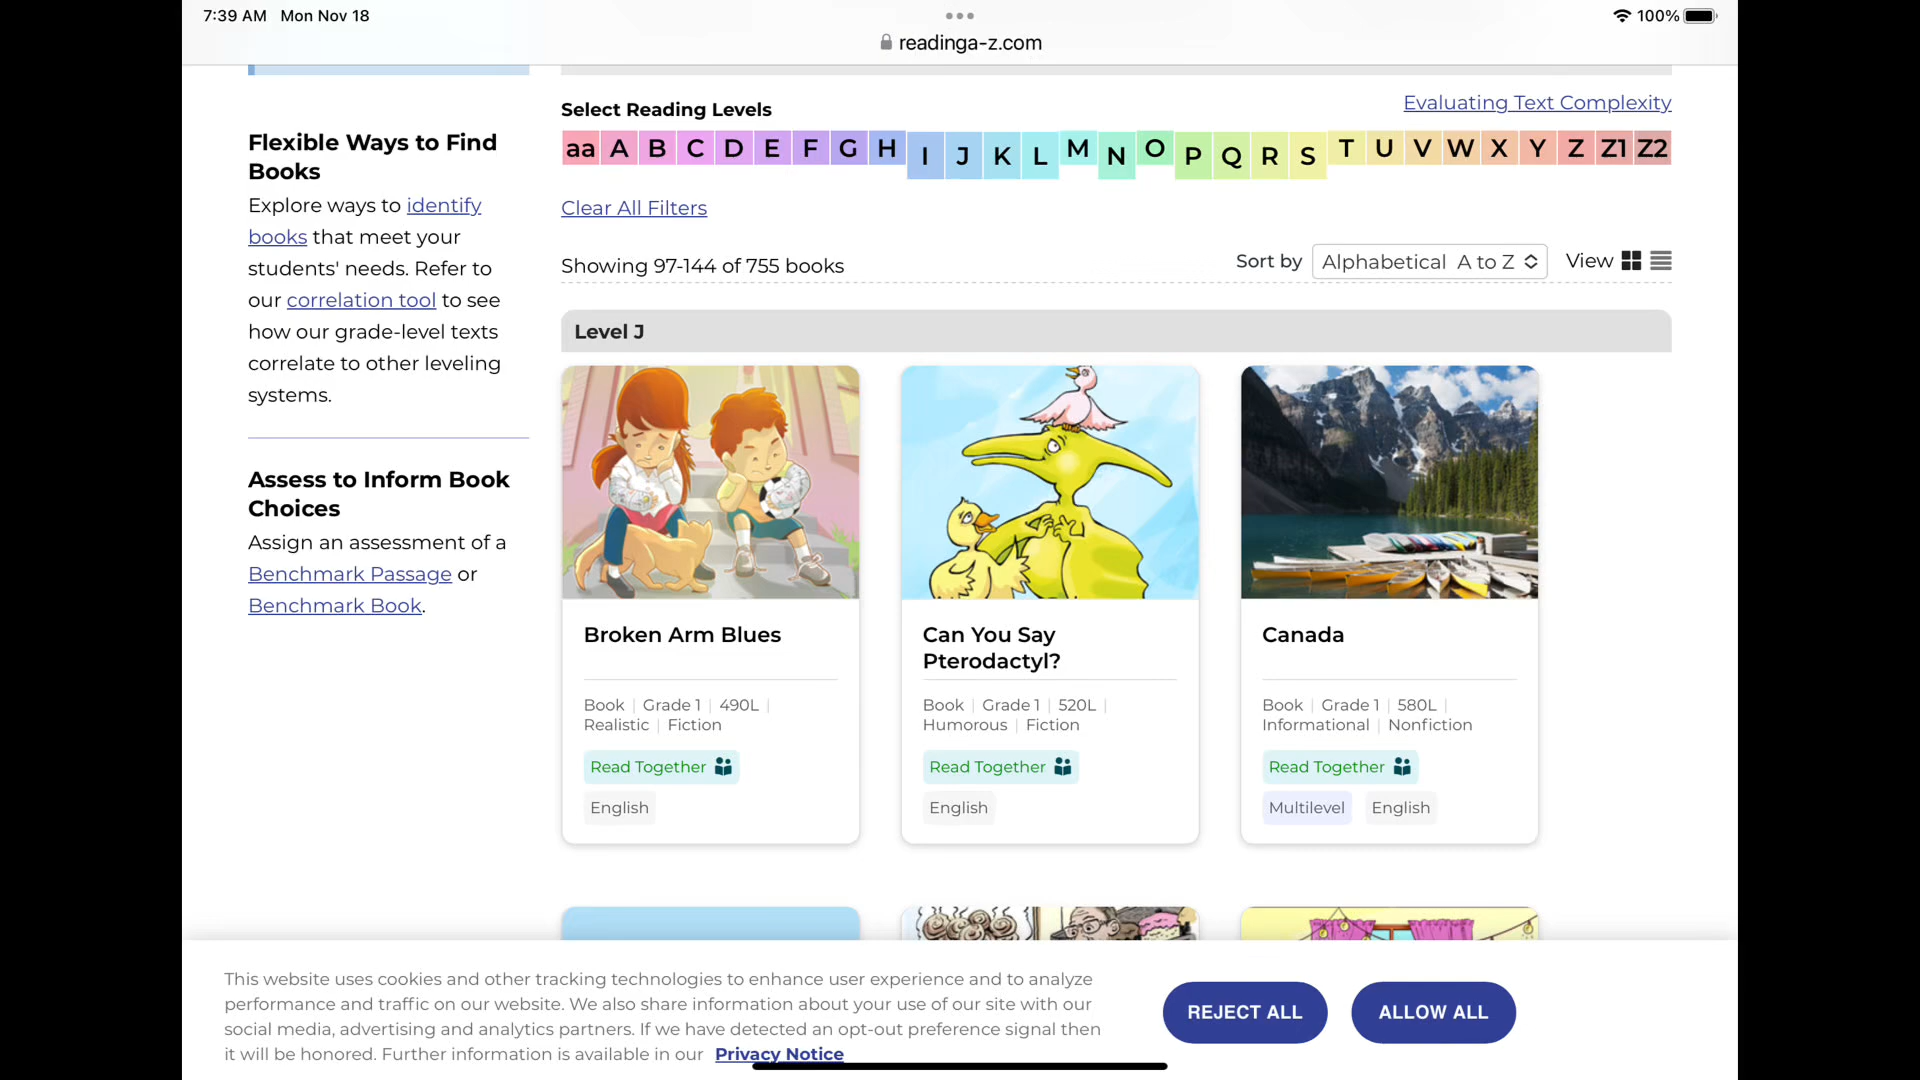 7:39 AM Mon Nov 18
100%
readinga-z.com
Flexible Ways to Find
Books
Explore ways to identify
books that meet your
students' needs. Refer to
our correlation tool to see
how our grade-level texts
correlate to other leveling
systems.
Assess to Inform Book
Choices
Assign an assessment of a
Benchmark Passage or
Benchmark Book.
Select Reading Levels
Evaluating Text Complexity
aa A B C D E F G H I J K L M N O P Q R S T U V W X Y Z Z1 Z2
Clear All Filters
Showing 97-144 of 755 books
Sort by Alphabetical A to Z View
Level J
Broken Arm Blues
Book | Grade 1 | 490L |
Realistic | Fiction
Read Together
English
Can You Say
Pterodactyl?
Book | Grade 1 | 520L |
Humorous | Fiction
Read Together
English
Canada
Book | Grade 1 | 580L |
Informational | Nonfiction
Read Together
Multilevel English
This website uses cookies and other tracking technologies to enhance user experience and to analyze
performance and traffic on our website. We also share information about your use of our site with our
social media, advertising and analytics partners. If we have detected an opt-out preference signal then
it will be honored. Further information is available in our Privacy Notice
REJECT ALL
ALLOW ALL